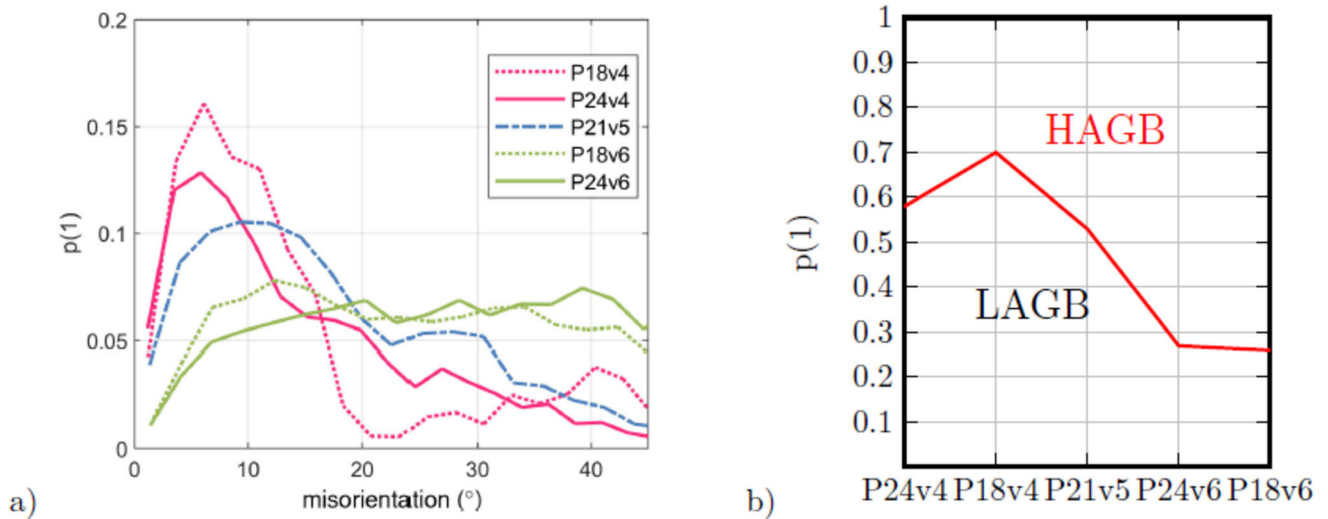 0.2
0.15
0.1
0.05
0
p(1)
P18v4
P24v4
P21v5
P18v6
P24v6
0 10 20 30 40
misorientation (°)
a)
1
0.9
0.8
0.7
0.6
0.5
0.4
0.3
0.2
0.1
p(1)
HAGB
LAGB
P24v4 P18v4 P21v5 P24v6 P18v6
b)